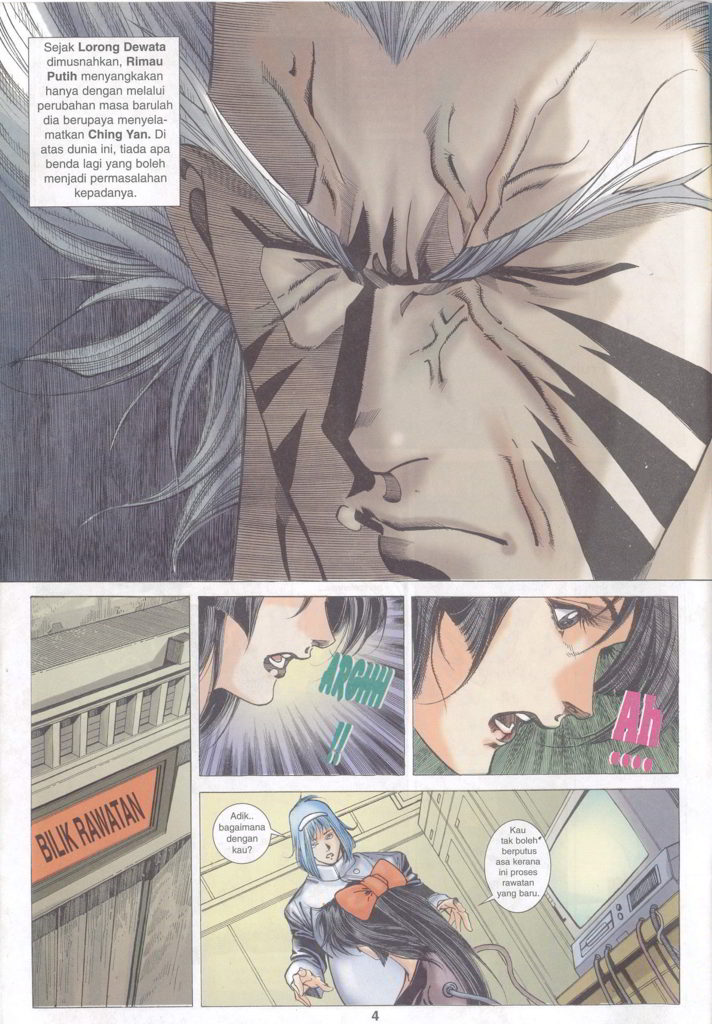 Sejak Lorong Dewata
dimusnahkan, Rimau
Putih menyangkakan
hanya dengan melalui
perubahan masa barulah
dia berupaya menyela-
matkan Ching Yan. Di
atas dunia ini, tiada apa
benda lagi yang boleh
menjadi permasalahan
kepadanya.
BILIK RAWATAN
ARGHH
!!
Ah
!!!!
Adik..
bagaimana
dengan
kau?
Kau
tak boleh
berputus
asa kerana
ini proses
rawatan
yang baru.
4